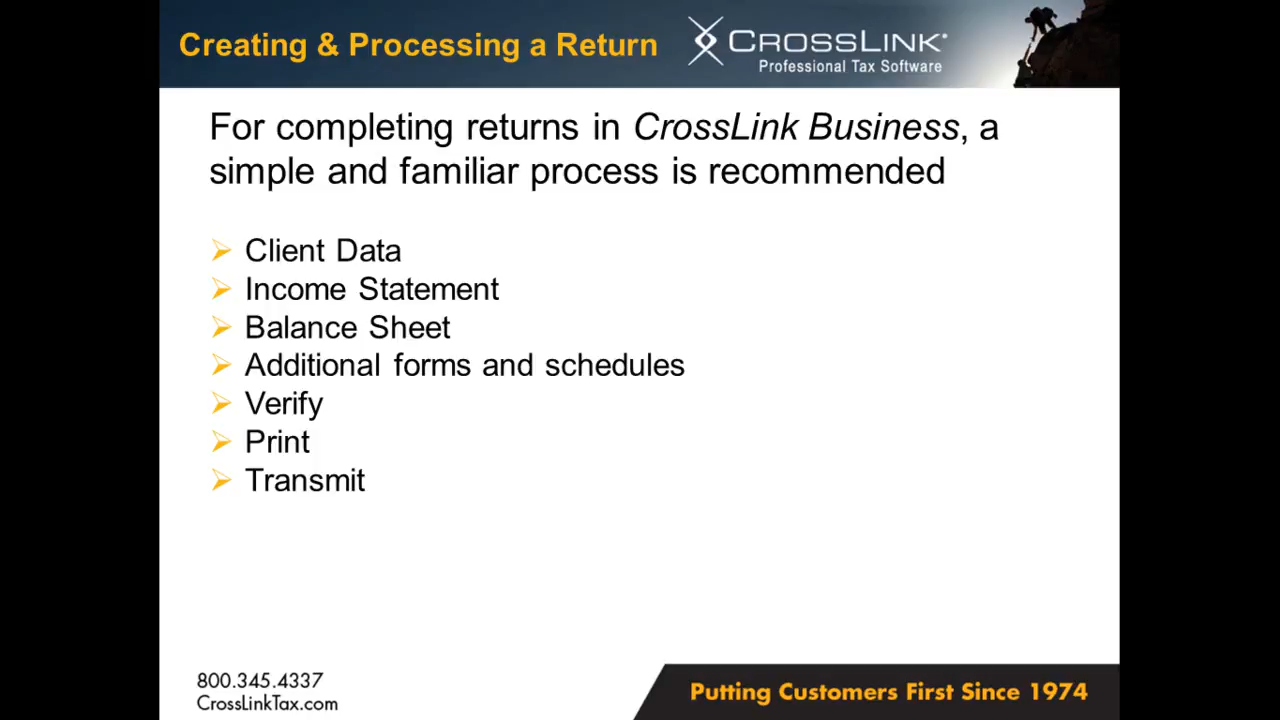 Creating & Processing a Return
CROSSLINK®
Professional Tax Software
For completing returns in CrossLink Business, a
simple and familiar process is recommended
Client Data
Income Statement
Balance Sheet
Additional forms and schedules
Verify
Print
Transmit
800.345.4337
CrossLinkTax.com
Putting Customers First Since 1974